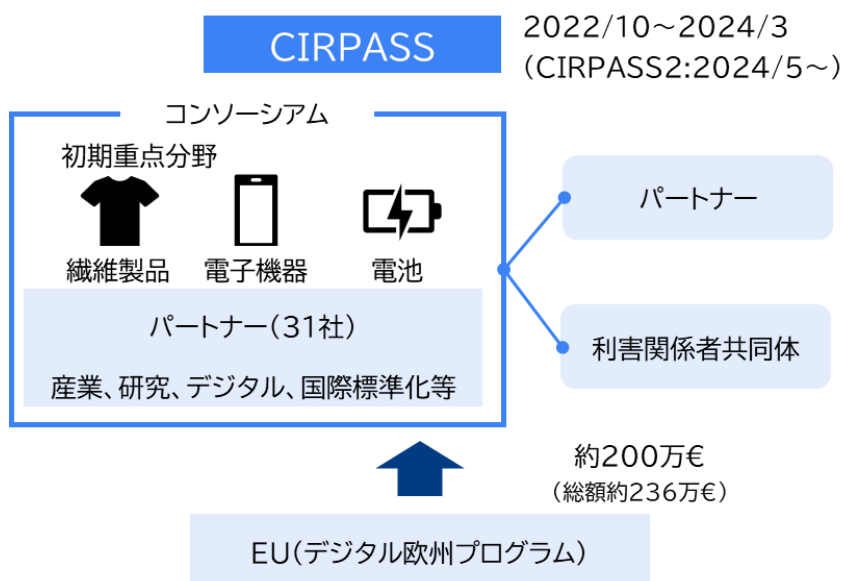 CIRPASS
2022/10～2024/3
（CIRPASS2:2024/5～）
コンソーシアム
初期重点分野
繊維製品
電子機器
電池
パートナー（31社）
産業、研究、デジタル、国際標準化等
パートナー
利害関係者共同体
約200万€
（総額約236万€）
EU（デジタル欧州プログラム）